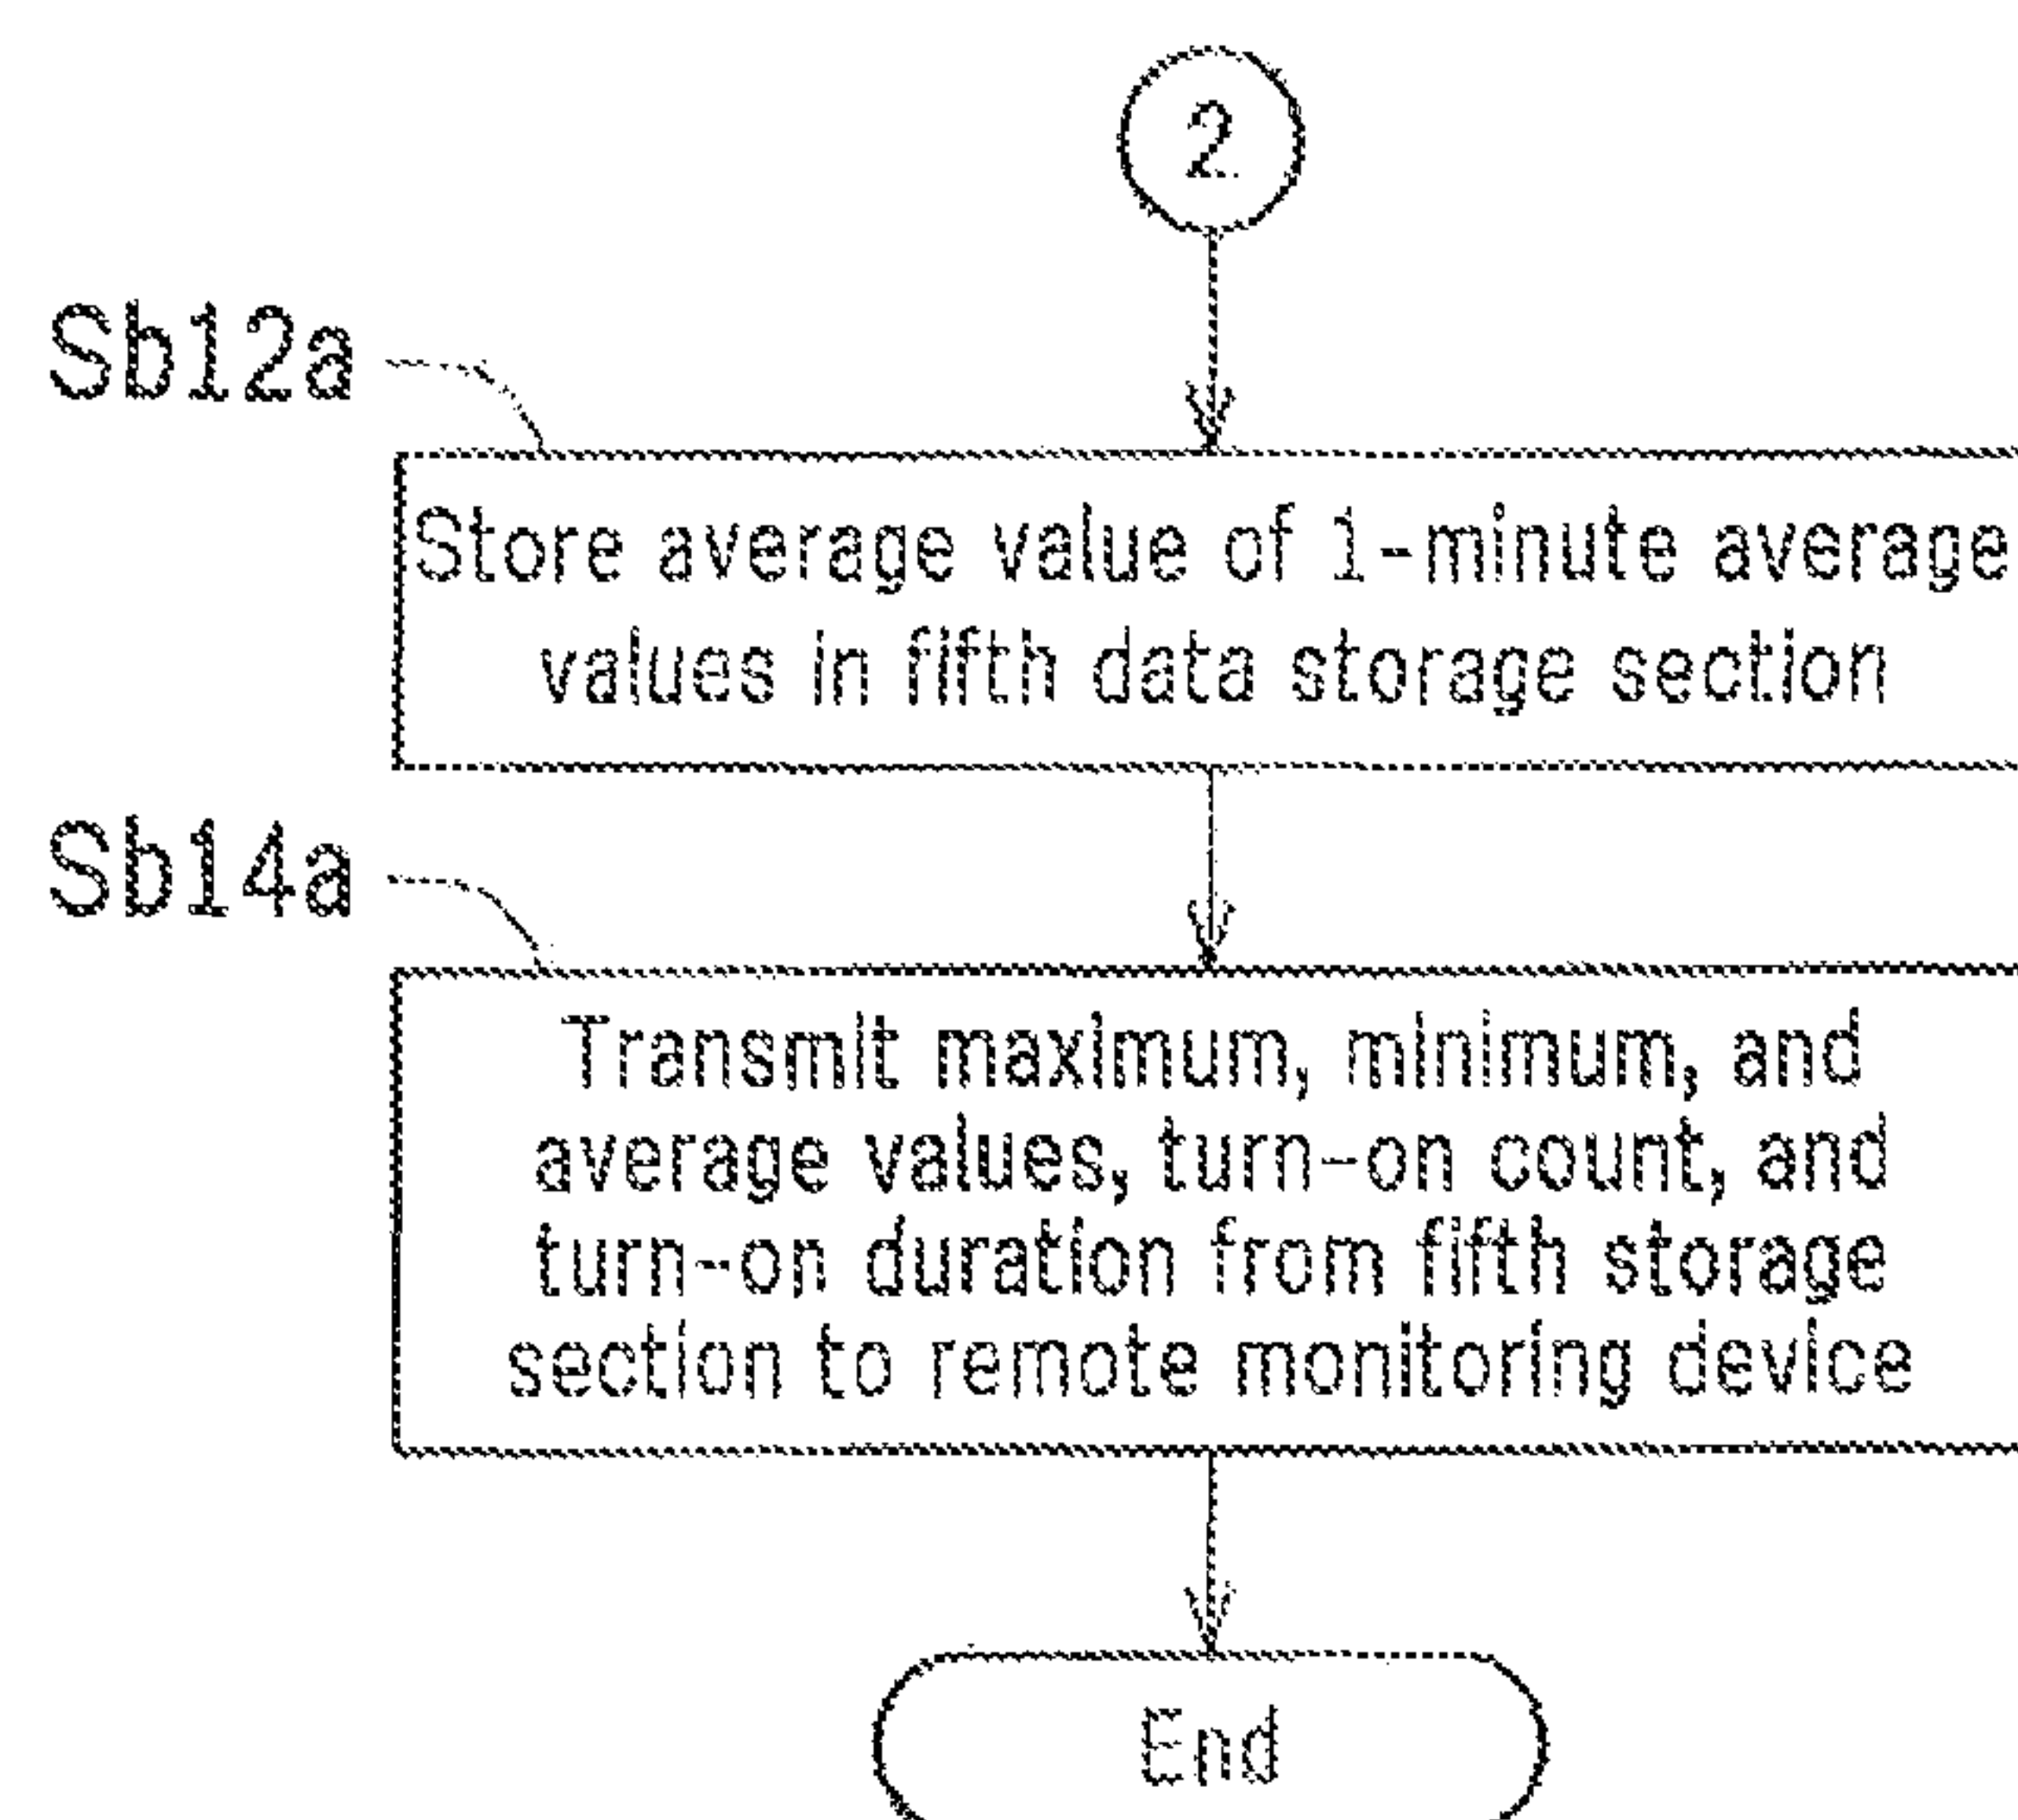 2
Sb12a
Store average value of 1-minute average
values in fifth data storage section
Sb14a
Transmit maximum, minimum, and
average values, turn-on count, and
turn-on duration from fifth storage
section to remote monitoring device
End